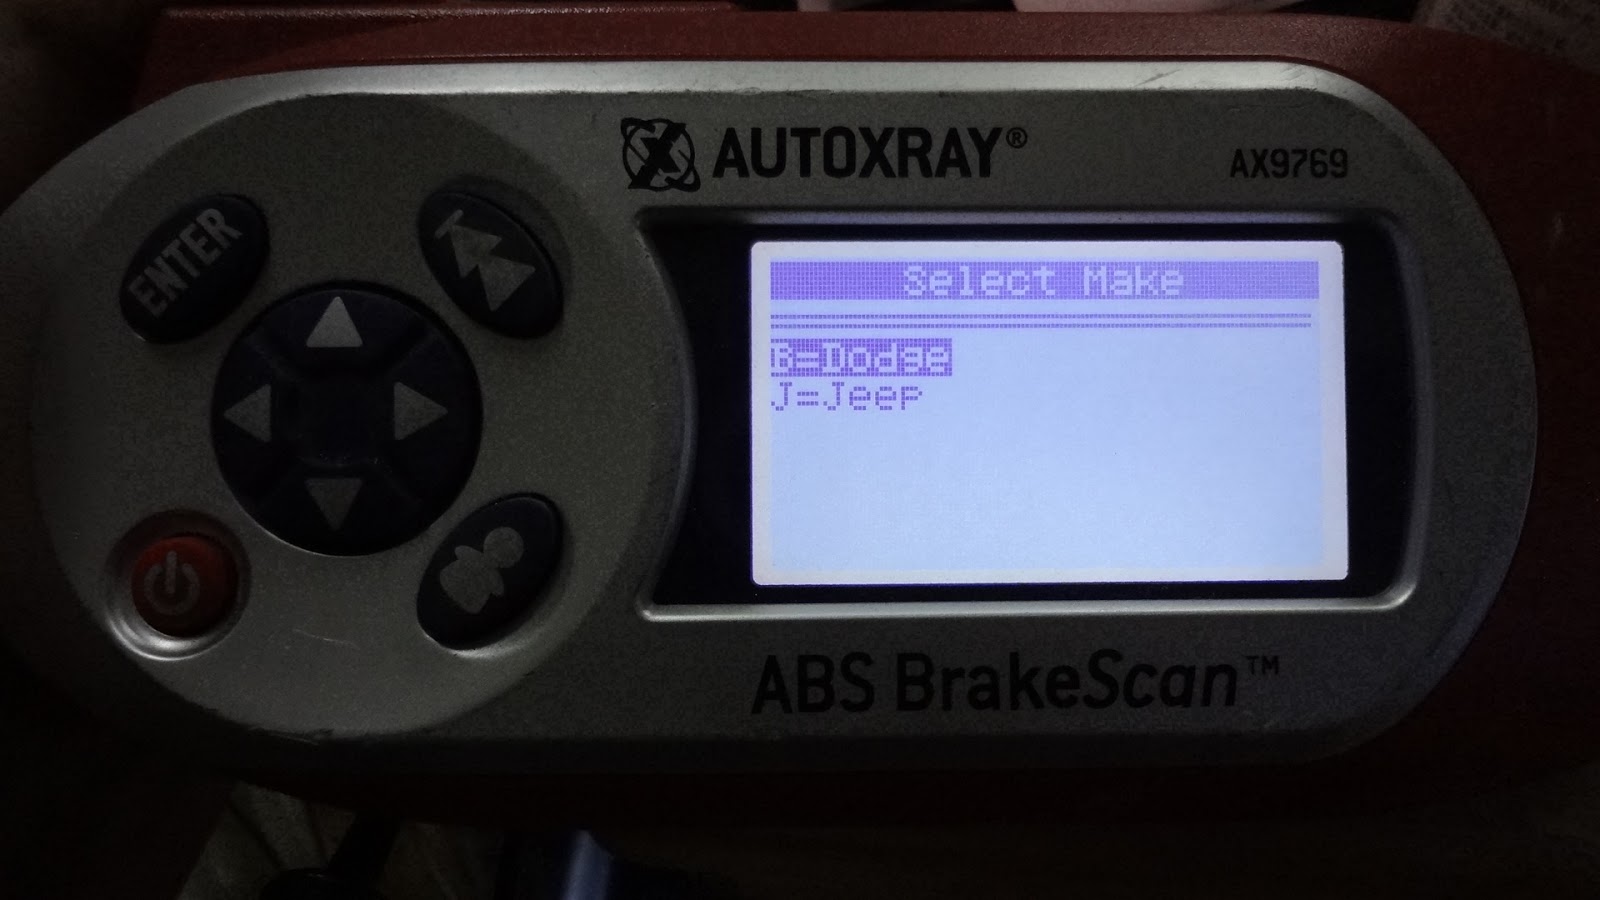 AUTOXRAY®
AX9769
ENTER
Select Make
B=Dodge
J=Jeep
ABS BrakeScan™